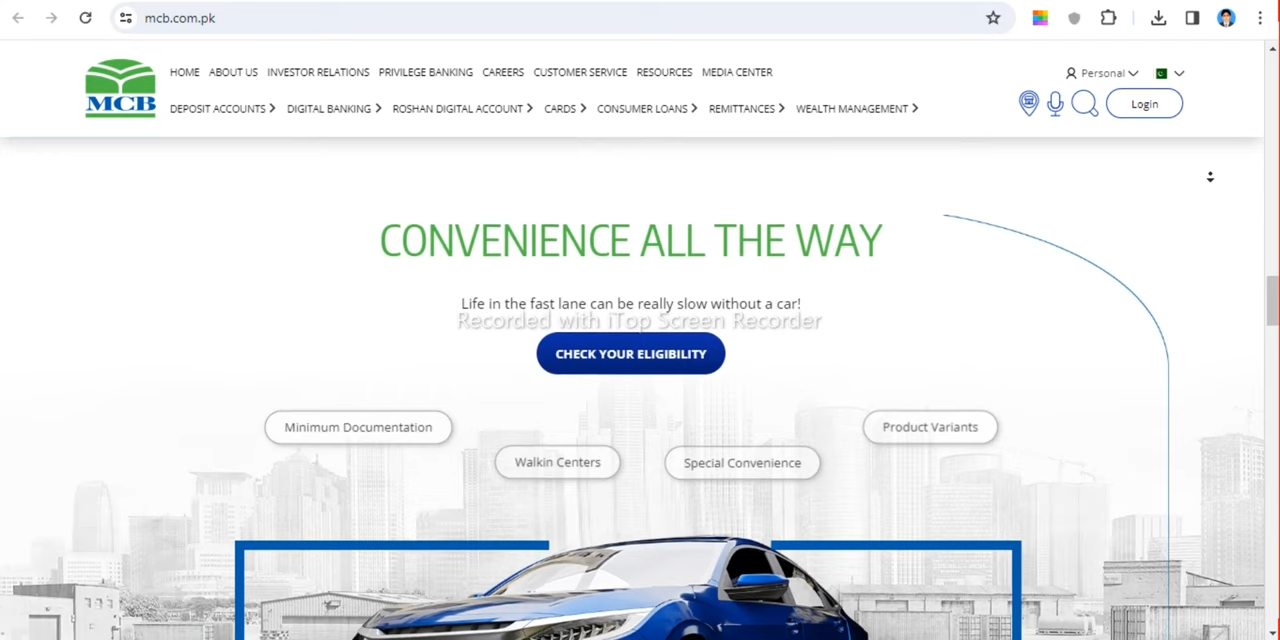 mcb.com.pk
HOME ABOUT US INVESTOR RELATIONS PRIVILEGE BANKING CAREERS CUSTOMER SERVICE RESOURCES MEDIA CENTER
Personal
MCB
DEPOSIT ACCOUNTS DIGITAL BANKING ROSHAN DIGITAL ACCOUNT CARDS CONSUMER LOANS REMITTANCES WEALTH MANAGEMENT
Login
CONVENIENCE ALL THE WAY
Life in the fast lane can be really slow without a car!
Recorded with iTop Screen Recorder
CHECK YOUR ELIGIBILITY
Minimum Documentation
Product Variants
Walkin Centers
Special Convenience